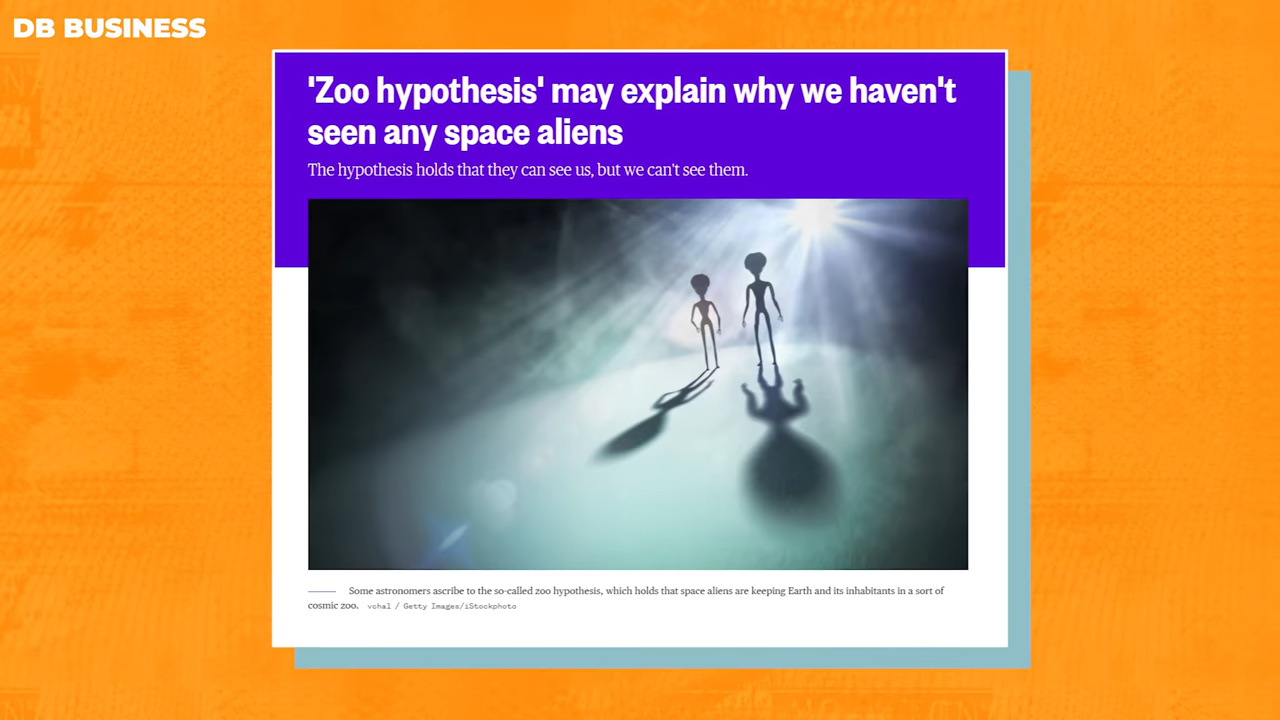 DB BUSINESS
'Zoo hypothesis' may explain why we haven't
seen any space aliens
The hypothesis holds that they can see us, but we can't see them.
Some astronomers ascribe to the so-called zoo hypothesis, which holds that space aliens are keeping Earth and its inhabitants in a sort of
cosmic zoo. vchal / Getty Images/iStockphoto